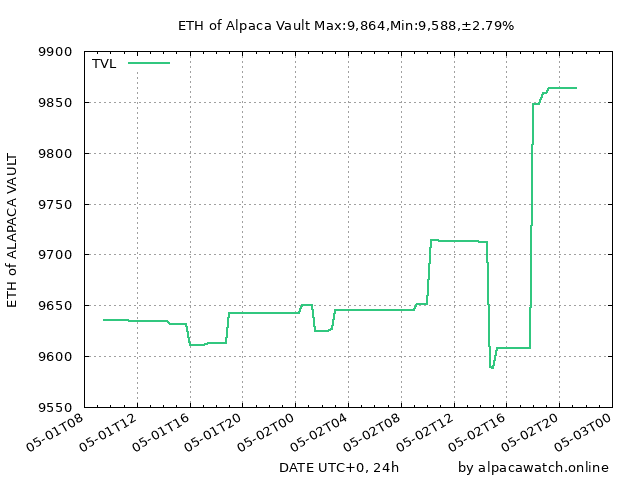 ETH of Alpaca Vault Max:9,864,Min:9,588,±2.79%
TVL
9900
9850
9800
9750
9700
9650
9600
9550
ETH of ALAPACA VAULT
05-01T08
05-01T12
05-01T16
05-01T20
05-02T00
05-02T04
05-02T08
05-02T12
05-02T16
05-02T20
05-03T00
DATE UTC+0, 24h
by alpacawatch.online